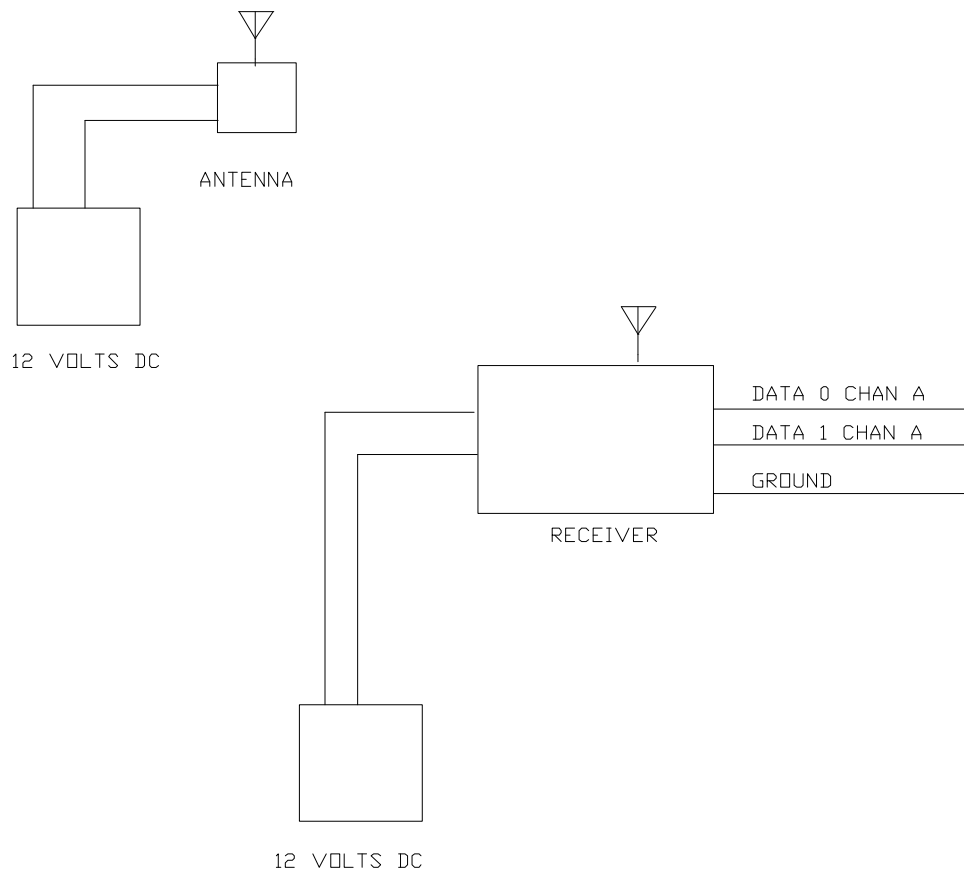 ANTENNA
12 VOLTS DC
DATA 0 CHAN A
DATA 1 CHAN A
GROUND
RECEIVER
12 VOLTS DC